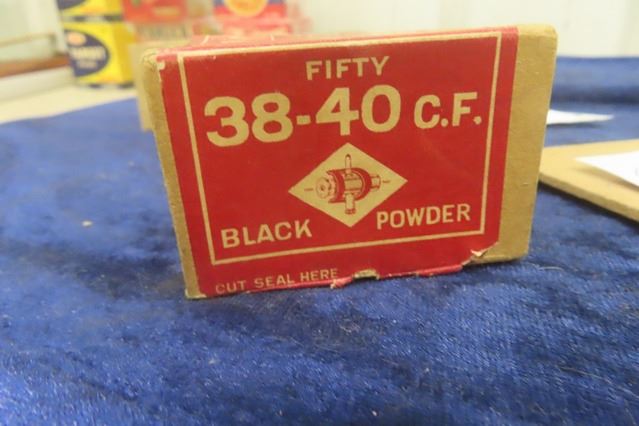 FIFTY
38-40 C.F.
BLACK POWDER
CUT SEAL HERE